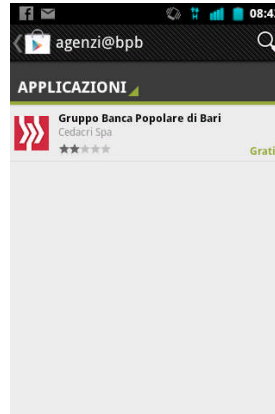 08:4
agenzi@bpb
APPLICAZIONI
Gruppo Banca Popolare di Bari
Cedacri Spa
Grati